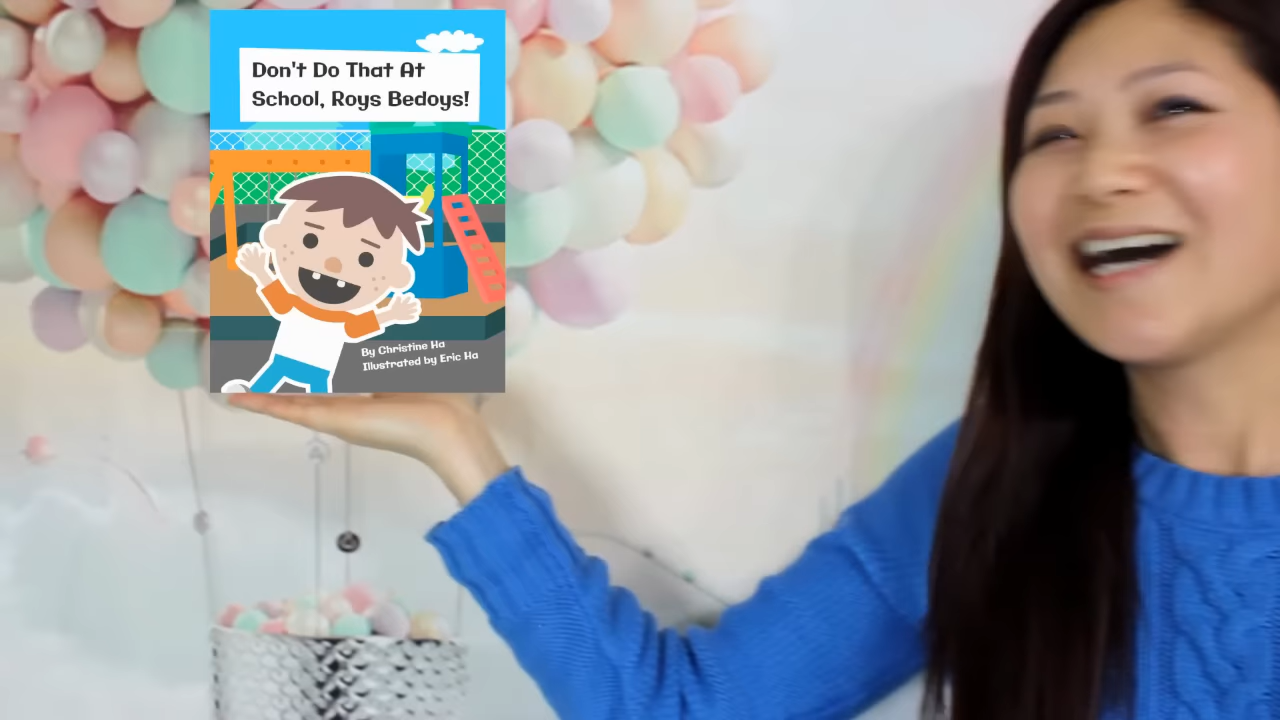 Don't Do That At
School, Roys Bedoys!
By Christine Ha
Illustrated by Eric Ha